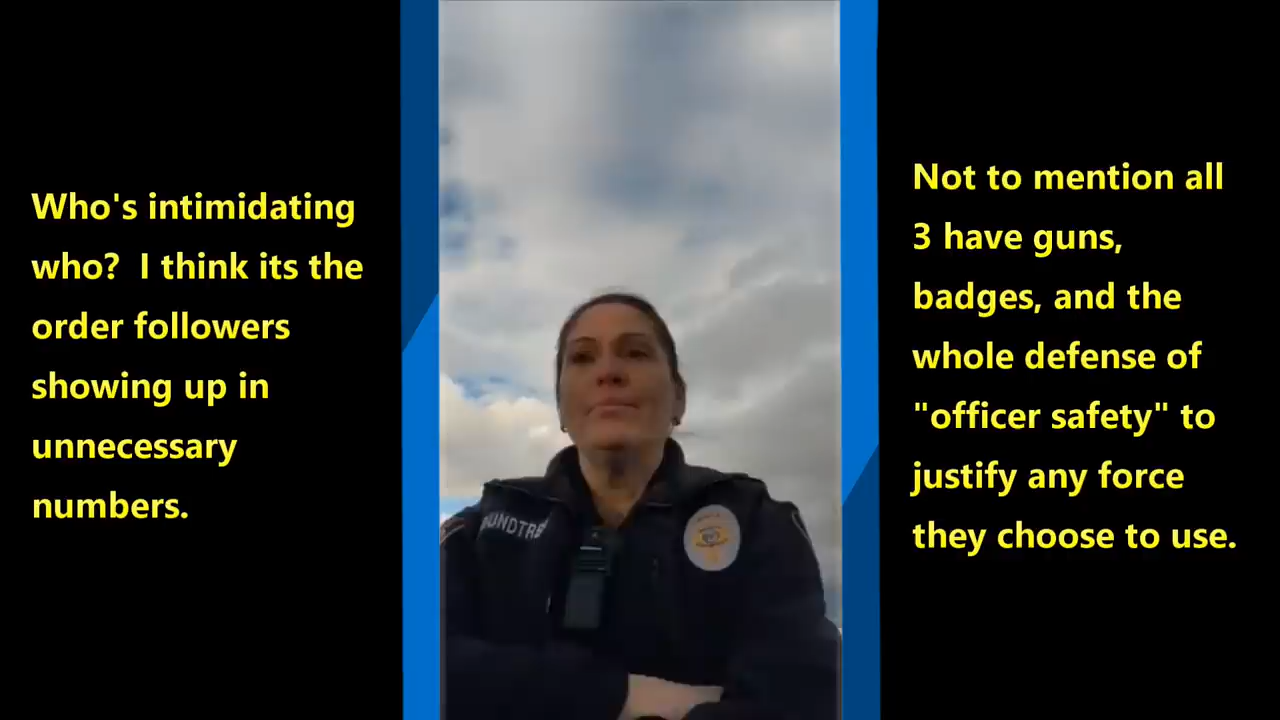 Who's intimidating
who?  I think its the
order followers
showing up in
unnecessary
numbers.
Not to mention all
3 have guns,
badges, and the
whole defense of
"officer safety" to
justify any force
they choose to use.